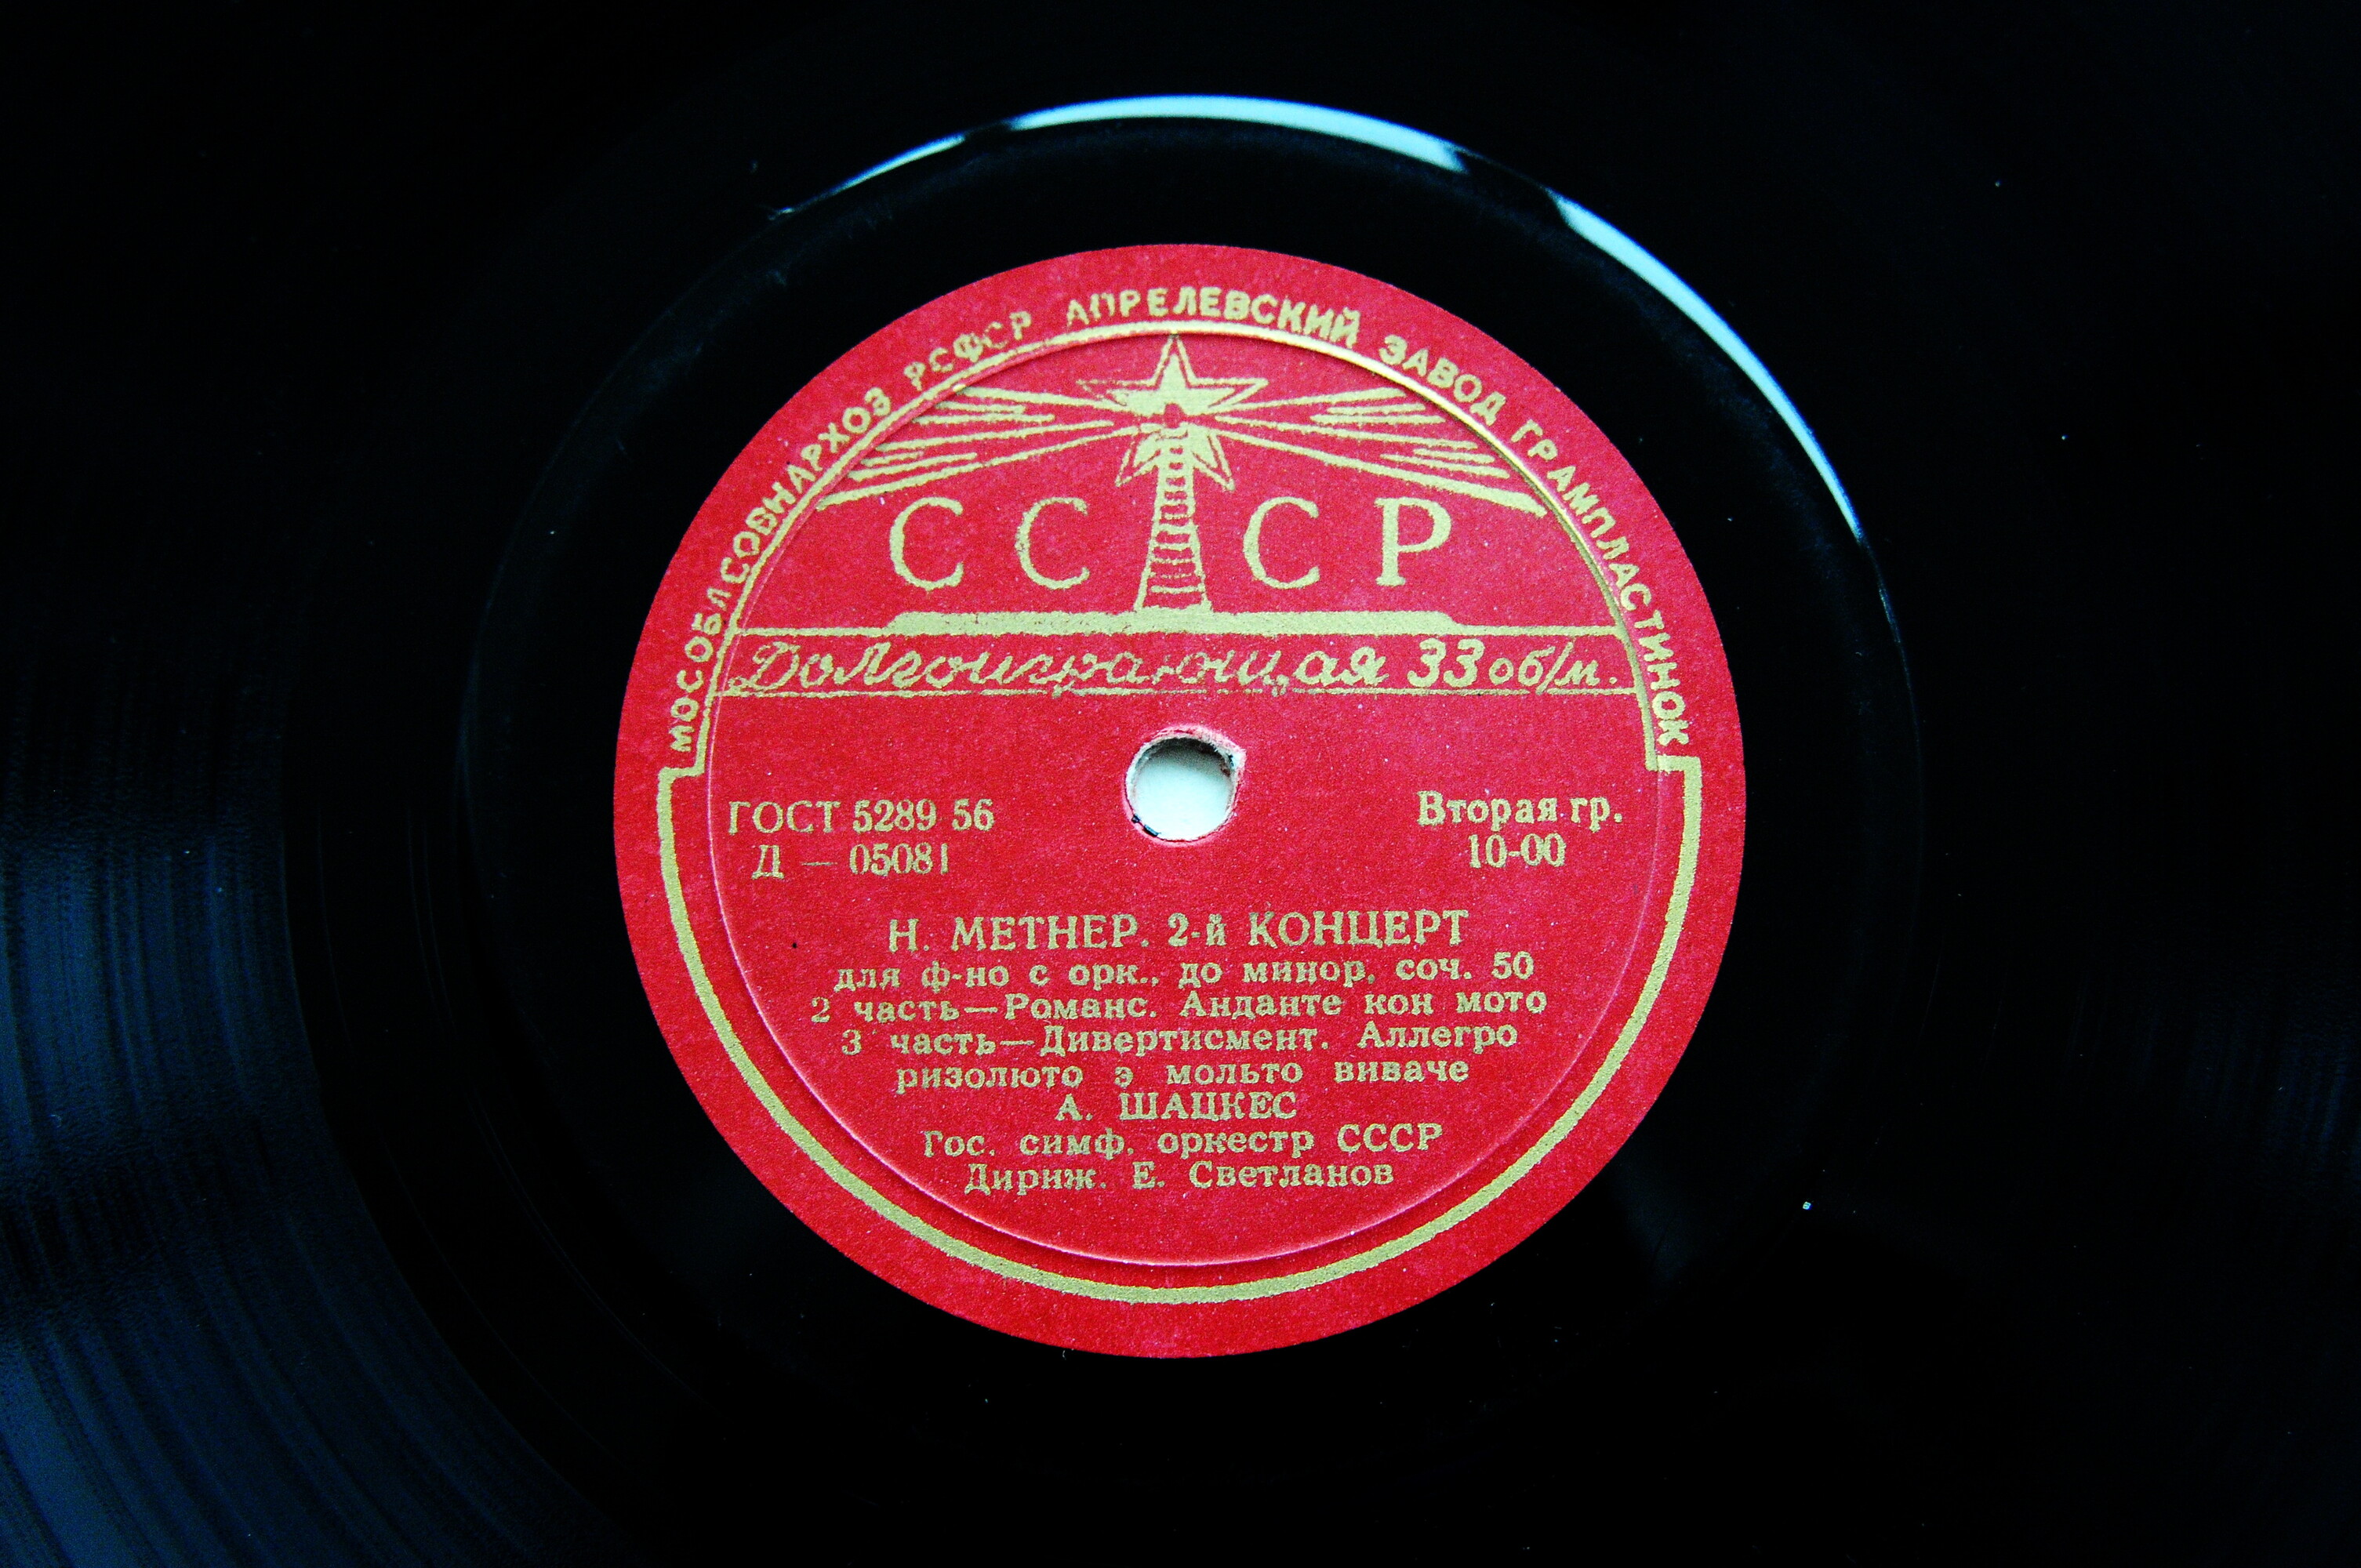 МОСОБЛСОВНАРХОЗ РСФСР АПРЕЛЕВСКИЙ ЗАВОД ГРАМПЛАСТИНОК
СССР
Долгоиграющая 33 об/м.
ГОСТ 5289 56
Д — 05081
Вторая гр.
10-00
Н. МЕТНЕР. 2-й КОНЦЕРТ
для ф-но с орк., до минор, соч. 50
2 часть—Романс. Анданте кон мото
3 часть—Дивертисмент. Аллегро
ризолюто э мольто виваче
А. ШАЦКЕС
Гос. симф. оркестр СССР
Дириж. Е. Светланов